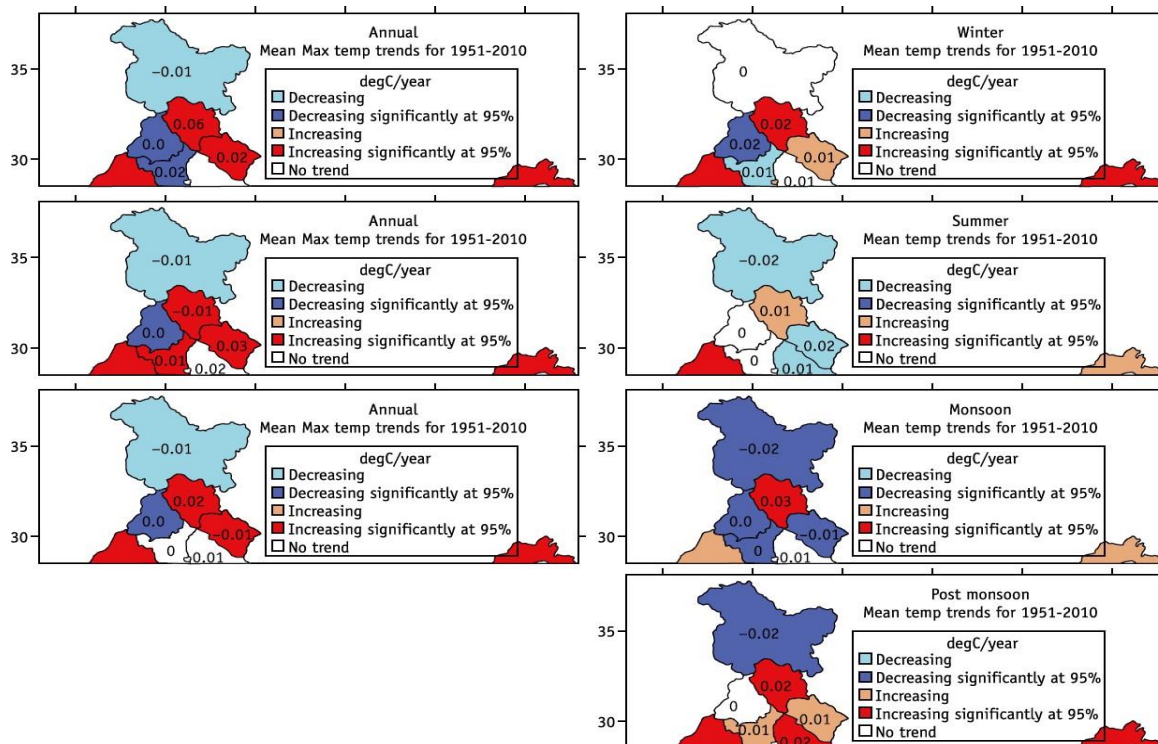 Annual
Mean Max temp trends for 1951-2010
35
30
degC/year
Decreasing
Decreasing significantly at 95%
Increasing
Increasing significantly at 95%
No trend
−0.01
0.06
0.0
0.02
0.02
Winter
Mean temp trends for 1951-2010
35
30
degC/year
Decreasing
Decreasing significantly at 95%
Increasing
Increasing significantly at 95%
No trend
0
0.02
0.02
0.01
0.01
0.01
Annual
Mean Max temp trends for 1951-2010
35
30
degC/year
Decreasing
Decreasing significantly at 95%
Increasing
Increasing significantly at 95%
No trend
−0.01
−0.01
0.0
0.03
0.01
0.02
Summer
Mean temp trends for 1951-2010
35
30
degC/year
Decreasing
Decreasing significantly at 95%
Increasing
Increasing significantly at 95%
No trend
−0.02
0.01
0
0.02
0
0.01
Annual
Mean Max temp trends for 1951-2010
35
30
degC/year
Decreasing
Decreasing significantly at 95%
Increasing
Increasing significantly at 95%
No trend
−0.01
0.02
0.0
−0.01
0
0.01
Monsoon
Mean temp trends for 1951-2010
35
30
degC/year
Decreasing
Decreasing significantly at 95%
Increasing
Increasing significantly at 95%
No trend
−0.02
0.03
0.0
−0.01
0
0.01
Post monsoon
Mean temp trends for 1951-2010
35
30
degC/year
Decreasing
Decreasing significantly at 95%
Increasing
Increasing significantly at 95%
No trend
−0.02
0.02
0
−0.01
0.01
0.02